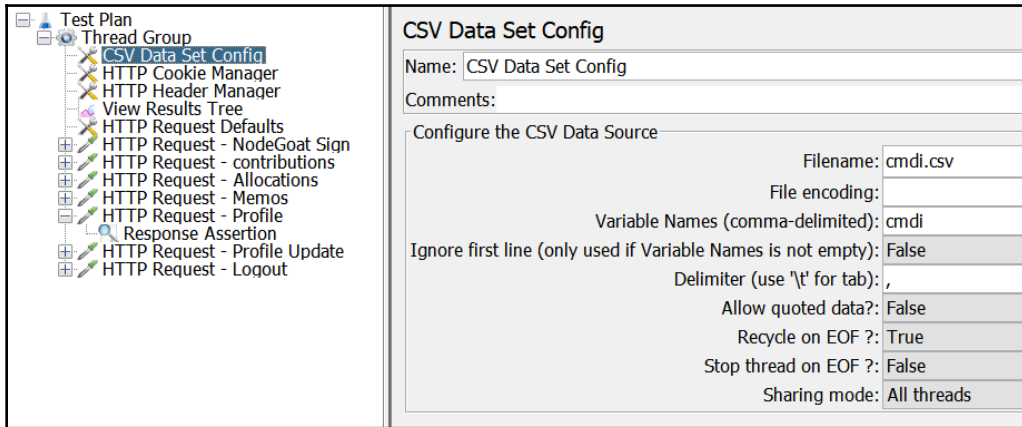 Test Plan
Thread Group
CSV Data Set Config
HTTP Cookie Manager
HTTP Header Manager
View Results Tree
HTTP Request Defaults
HTTP Request - NodeGoat Sign
HTTP Request - contributions
HTTP Request - Allocations
HTTP Request - Memos
HTTP Request - Profile
Response Assertion
HTTP Request - Profile Update
HTTP Request - Logout
CSV Data Set Config
Name: CSV Data Set Config
Comments:
Configure the CSV Data Source
Filename: cmdi.csv
File encoding:
Variable Names (comma-delimited): cmdi
Ignore first line (only used if Variable Names is not empty): False
Delimiter (use '\t' for tab): ,
Allow quoted data?: False
Recycle on EOF ?: True
Stop thread on EOF ?: False
Sharing mode: All threads